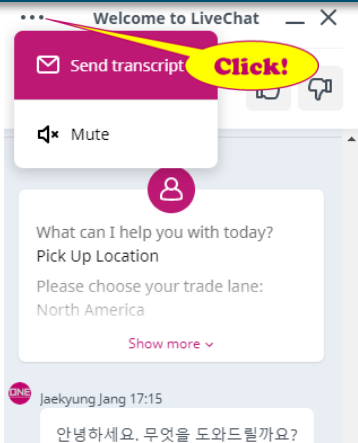 Welcome to LiveChat
Send transcript
Click!
Mute
What can I help you with today?
Pick Up Location
Please choose your trade lane:
North America
Show more
ONE
Jaekyung Jang 17:15
안녕하세요. 무엇을 도와드릴까요?